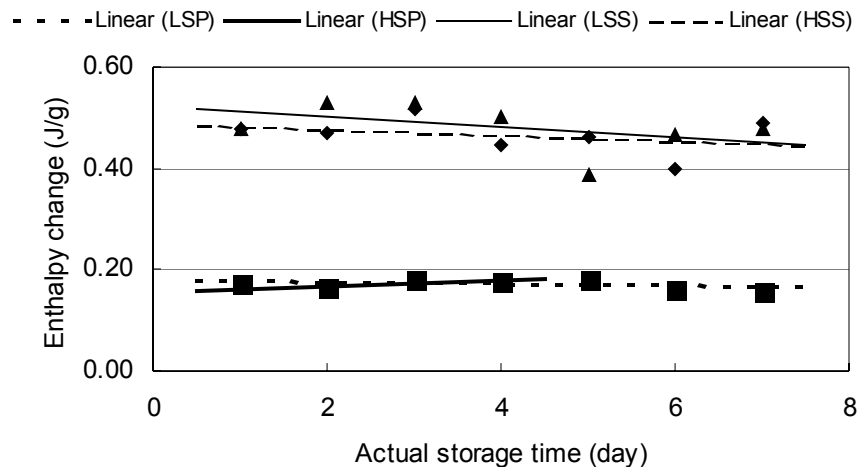 Linear (LSP) Linear (HSP) Linear (LSS) Linear (HSS)
0.60
0.40
0.20
0.00
Enthalpy change (J/g)
0 2 4 6 8
Actual storage time (day)